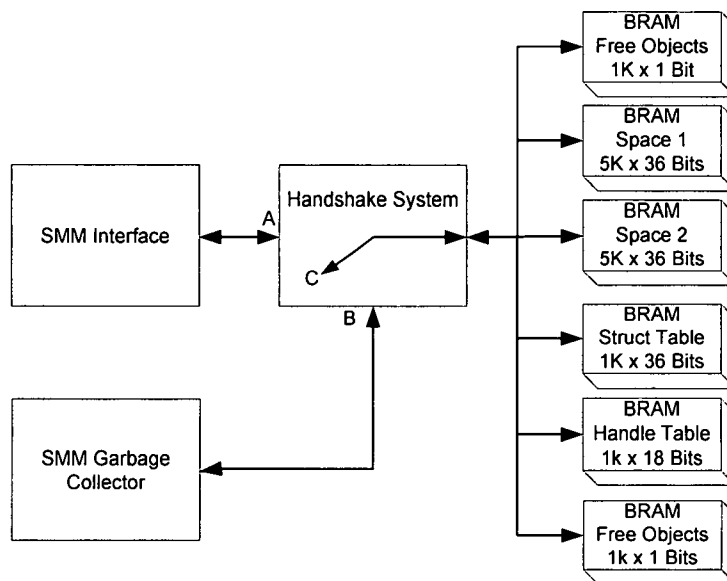 BRAM
Free Objects
1K x 1 Bit
BRAM
Space 1
5K x 36 Bits
SMM Interface
A
Handshake System
C
B
BRAM
Space 2
5K x 36 Bits
BRAM
Struct Table
1K x 36 Bits
SMM Garbage
Collector
BRAM
Handle Table
1k x 18 Bits
BRAM
Free Objects
1k x 1 Bits